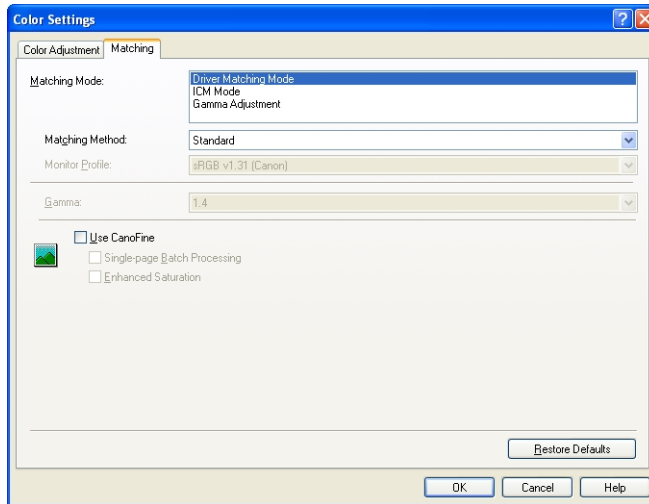 Color Settings
Color Adjustment Matching
Matching Mode: Driver Matching Mode
ICM Mode
Gamma Adjustment
Matching Method: Standard
Monitor Profile: sRGB v1.31 (Canon)
Gamma: 1.4
Use CanoFine
Single-page Batch Processing
Enhanced Saturation
Restore Defaults
OK Cancel Help